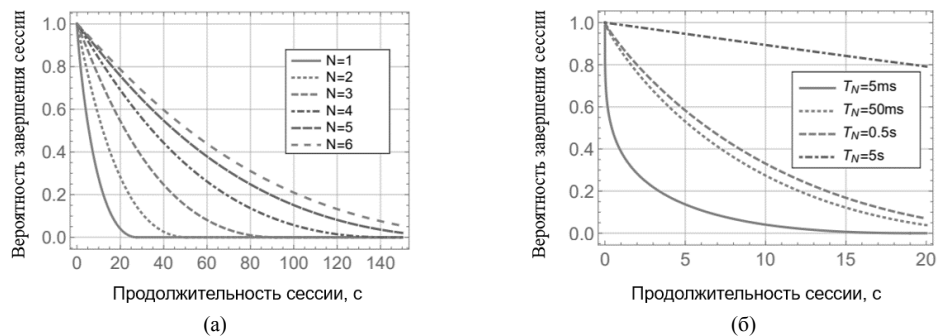 Вероятность завершения сессии
1.0
0.8
0.6
0.4
0.2
0.0
N=1
N=2
N=3
N=4
N=5
N=6
0 20 40 60 80 100 120 140
Продолжительность сессии, с
(а)
Вероятность завершения сессии
1.0
0.8
0.6
0.4
0.2
0.0
T_N=5ms
T_N=50ms
T_N=0.5s
T_N=5s
0 5 10 15 20
Продолжительность сессии, с
(б)